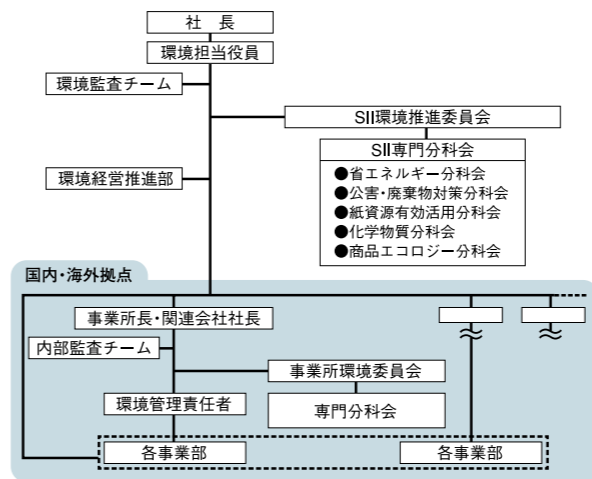 社 長
環境担当役員
環境監査チーム
SII環境推進委員会
SII専門分科会
●省エネルギー分科会
●公害・廃棄物対策分科会
●紙資源有効活用分科会
●化学物質分科会
●商品エコロジー分科会
環境経営推進部
国内・海外拠点
事業所長・関連会社社長
内部監査チーム
事業所環境委員会
専門分科会
環境管理責任者
各事業部
各事業部